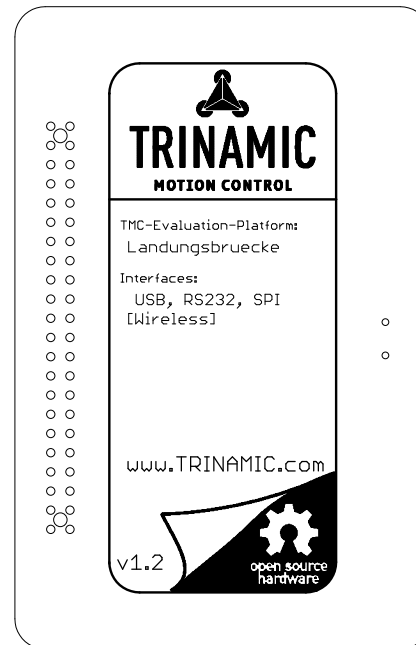 TRINAMIC
MOTION CONTROL
TMC-Evaluation-Platform:
Landungsbruecke
Interfaces:
USB, RS232, SPI
[Wireless]
www.TRINAMIC.com
v1.2
open source
hardware